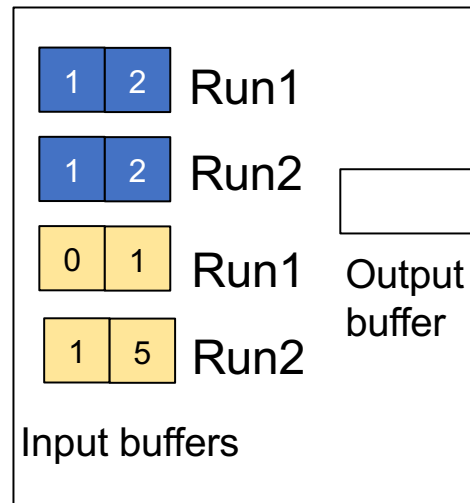 1 2 Run1
1 2 Run2
0 1 Run1
1 5 Run2
Output
buffer
Input buffers